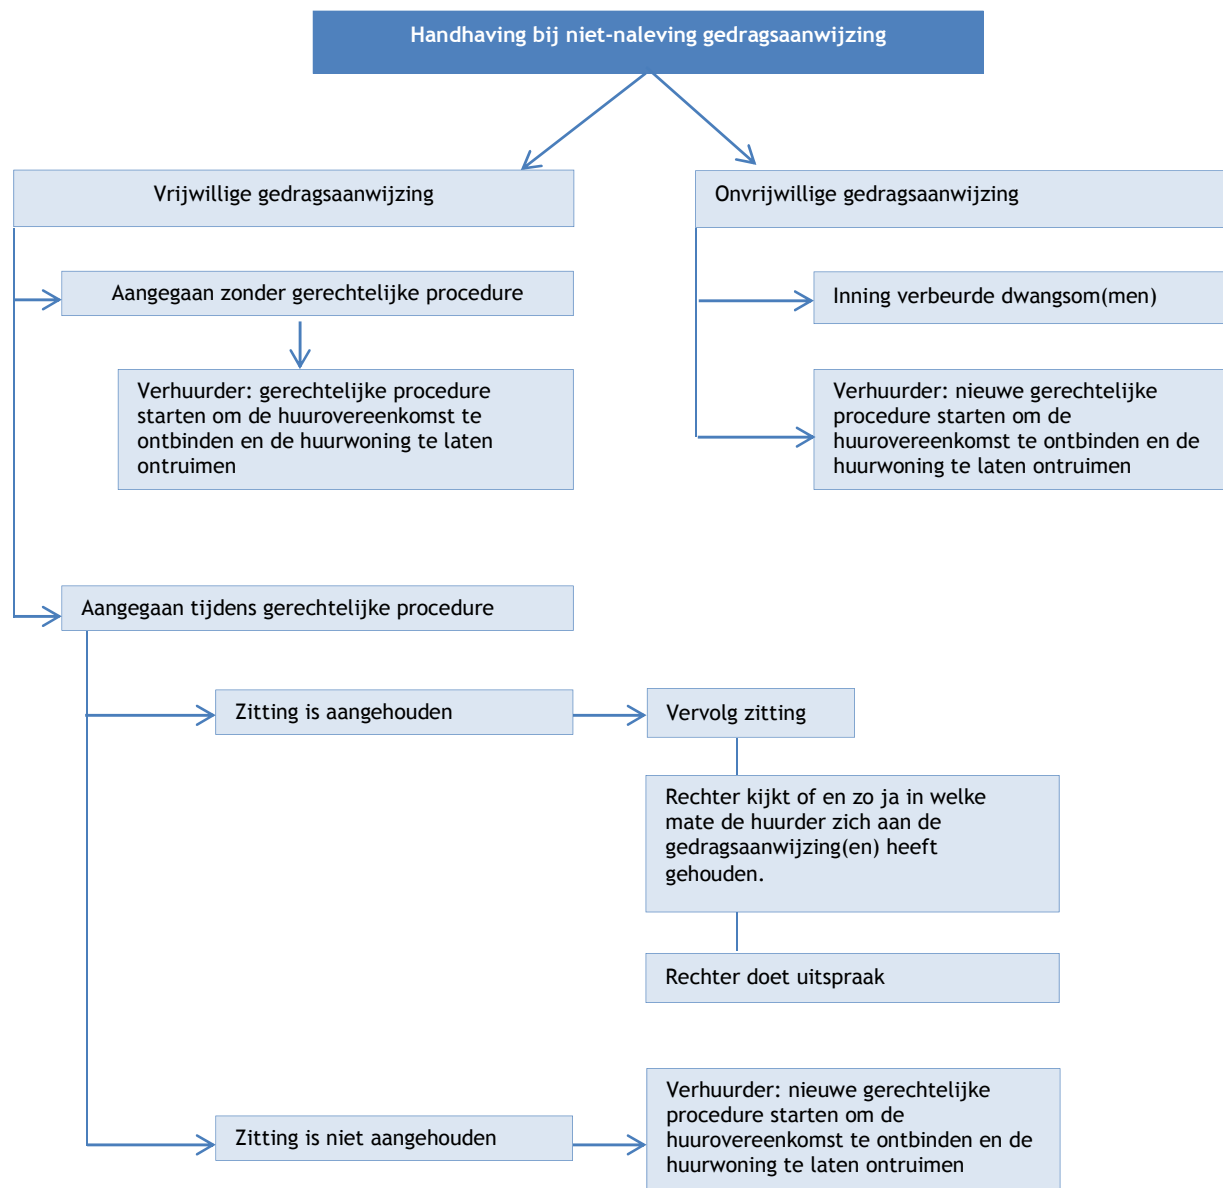 Handhaving bij niet-naleving gedragsaanwijzing
Vrijwillige gedragsaanwijzing
Onvrijwillige gedragsaanwijzing
Aangegaan zonder gerechtelijke procedure
Inning verbeurde dwangsom(men)
Verhuurder: gerechtelijke procedure
starten om de huurovereenkomst te
ontbinden en de huurwoning te laten
ontruimen
Verhuurder: nieuwe gerechtelijke
procedure starten om de
huurovereenkomst te ontbinden en de
huurwoning te laten ontruimen
Aangegaan tijdens gerechtelijke procedure
Zitting is aangehouden
Vervolg zitting
Rechter kijkt of en zo ja in welke
mate de huurder zich aan de
gedragsaanwijzing(en) heeft
gehouden.
Rechter doet uitspraak
Zitting is niet aangehouden
Verhuurder: nieuwe gerechtelijke
procedure starten om de
huurovereenkomst te ontbinden en de
huurwoning te laten ontruimen